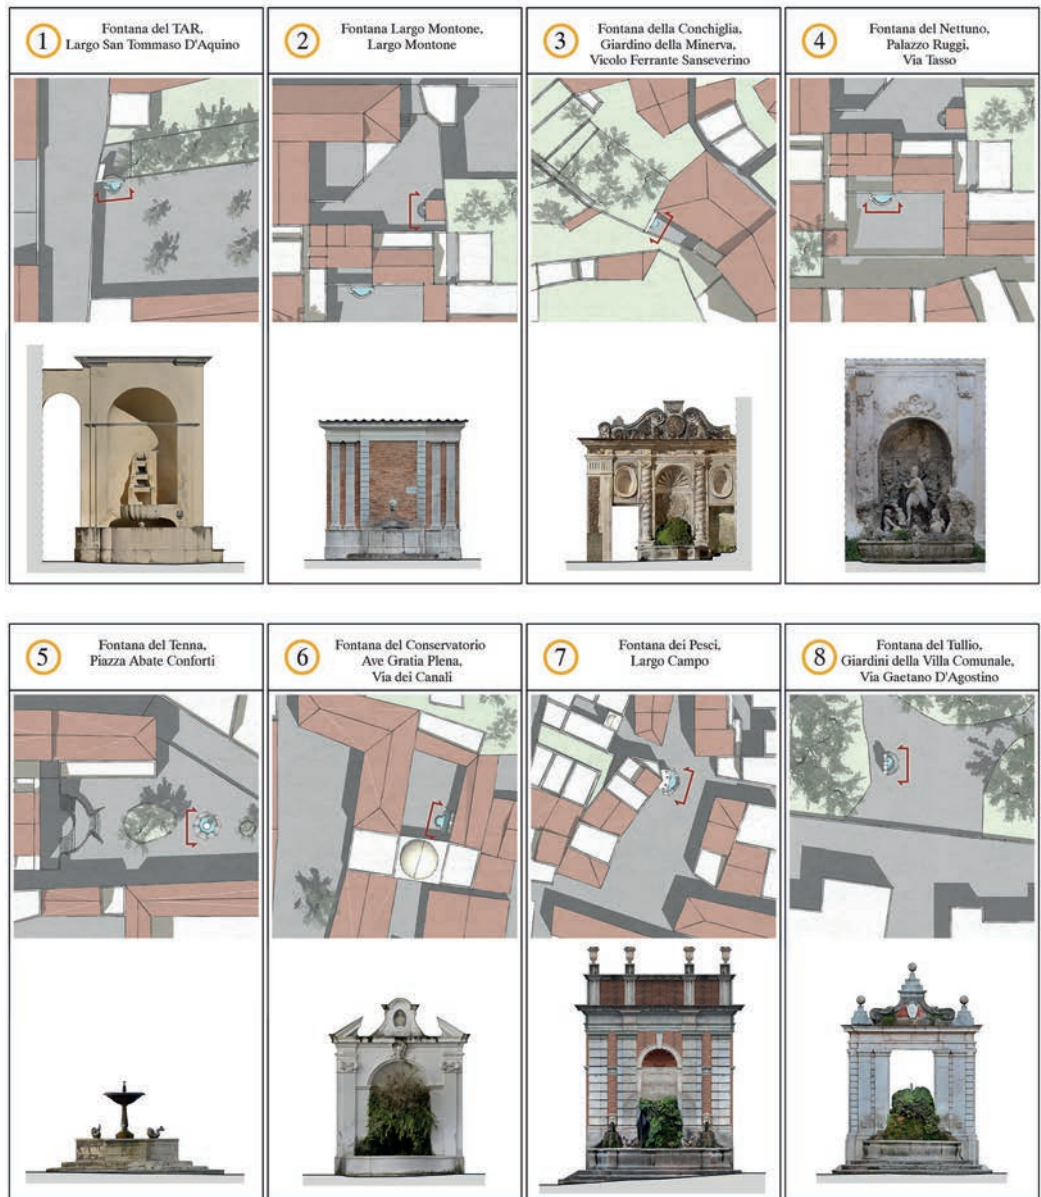 1
Fontana del TAR,
Largo San Tommaso D'Aquino
2
Fontana Largo Montone,
Largo Montone
3
Fontana della Conchiglia,
Giardino della Minerva,
Vicolo Ferrante Sanseverino
4
Fontana del Nettuno,
Palazzo Ruggi,
Via Tasso
5
Fontana del Tenna,
Piazza Abate Conforti
6
Fontana del Conservatorio
Ave Gratia Plena,
Via dei Canali
7
Fontana dei Pesci,
Largo Campo
8
Fontana del Tullio,
Giardini della Villa Comunale,
Via Gaetano D'Agostino